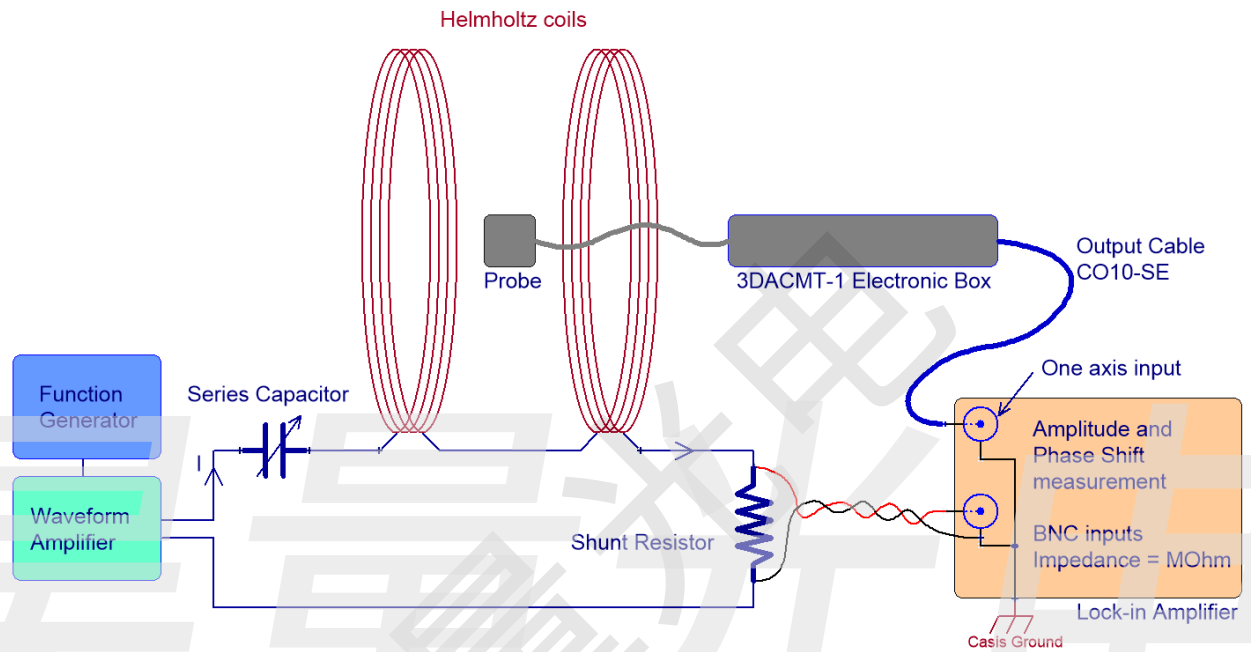 Helmholtz coils
Probe
3DACMT-1 Electronic Box
Output Cable
CO10-SE
Function
Generator
Series Capacitor
One axis input
I
Amplitude and
Phase Shift
measurement
Waveform
Amplifier
Shunt Resistor
BNC inputs
Impedance = MOhm
Lock-in Amplifier
Casis Ground